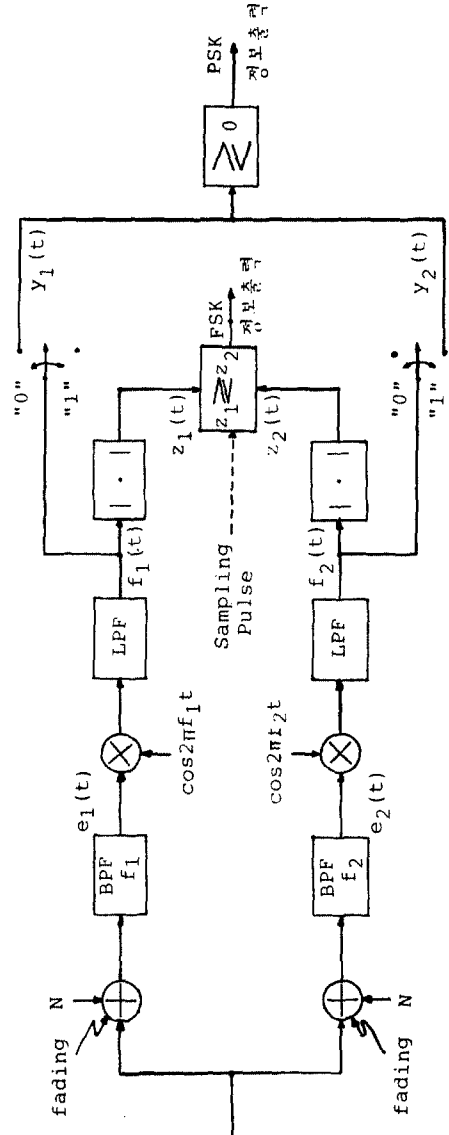 fading
N
BPF
f1
e1(t)
cos2πf1t
LPF
f1(t)
| · |
"0"
"1"
y1(t)
z1(t)
Sampling
Pulse
z1≷z2
FSK
정보출력
z2(t)
≷0
PSK
정보출력
fading
N
BPF
f2
e2(t)
cos2πf2t
LPF
f2(t)
| · |
"0"
"1"
y2(t)